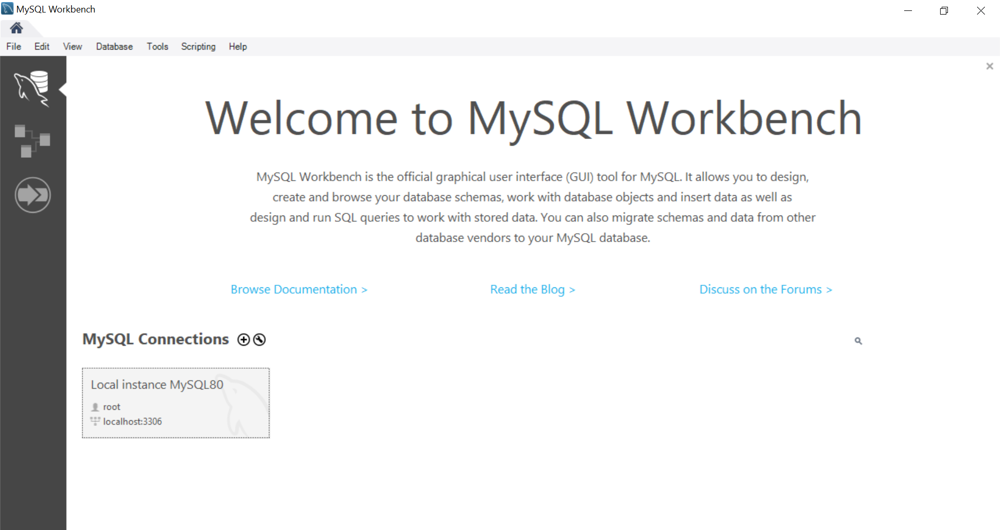 MySQL Workbench
File Edit View Database Tools Scripting Help
Welcome to MySQL Workbench
MySQL Workbench is the official graphical user interface (GUI) tool for MySQL. It allows you to design,
create and browse your database schemas, work with database objects and insert data as well as
design and run SQL queries to work with stored data. You can also migrate schemas and data from other
database vendors to your MySQL database.
Browse Documentation > Read the Blog > Discuss on the Forums >
MySQL Connections
Local instance MySQL80
root
localhost:3306